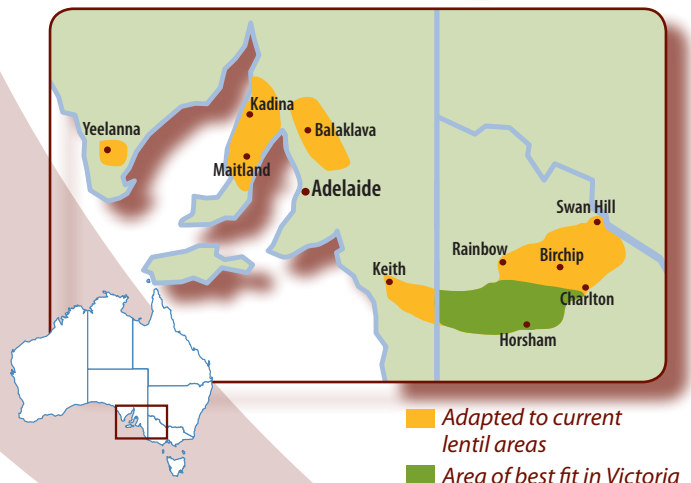 Kadina
Yeelanna
Balaklava
Maitland
Adelaide
Swan Hill
Rainbow
Birchip
Keith
Charlton
Horsham
Adapted to current
lentil areas
Area of best fit in Victoria